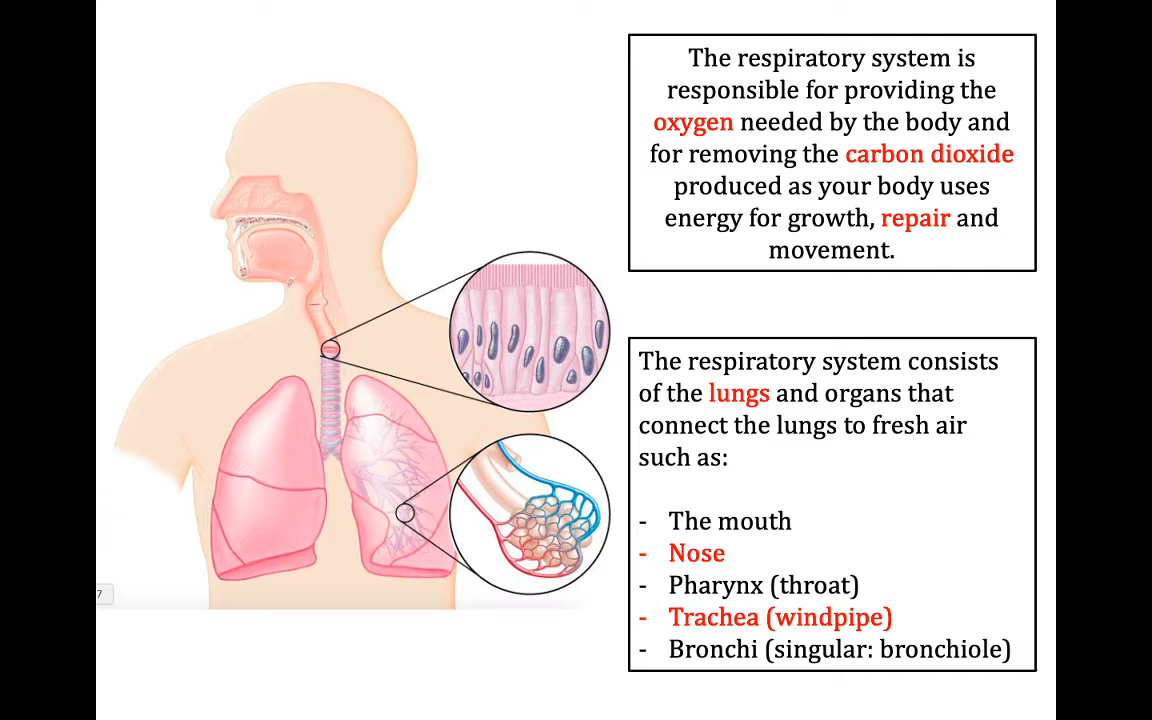 The respiratory system is
responsible for providing the
oxygen needed by the body and
for removing the carbon dioxide
produced as your body uses
energy for growth, repair and
movement.
The respiratory system consists
of the lungs and organs that
connect the lungs to fresh air
such as:
- The mouth
- Nose
- Pharynx (throat)
- Trachea (windpipe)
- Bronchi (singular: bronchiole)
7